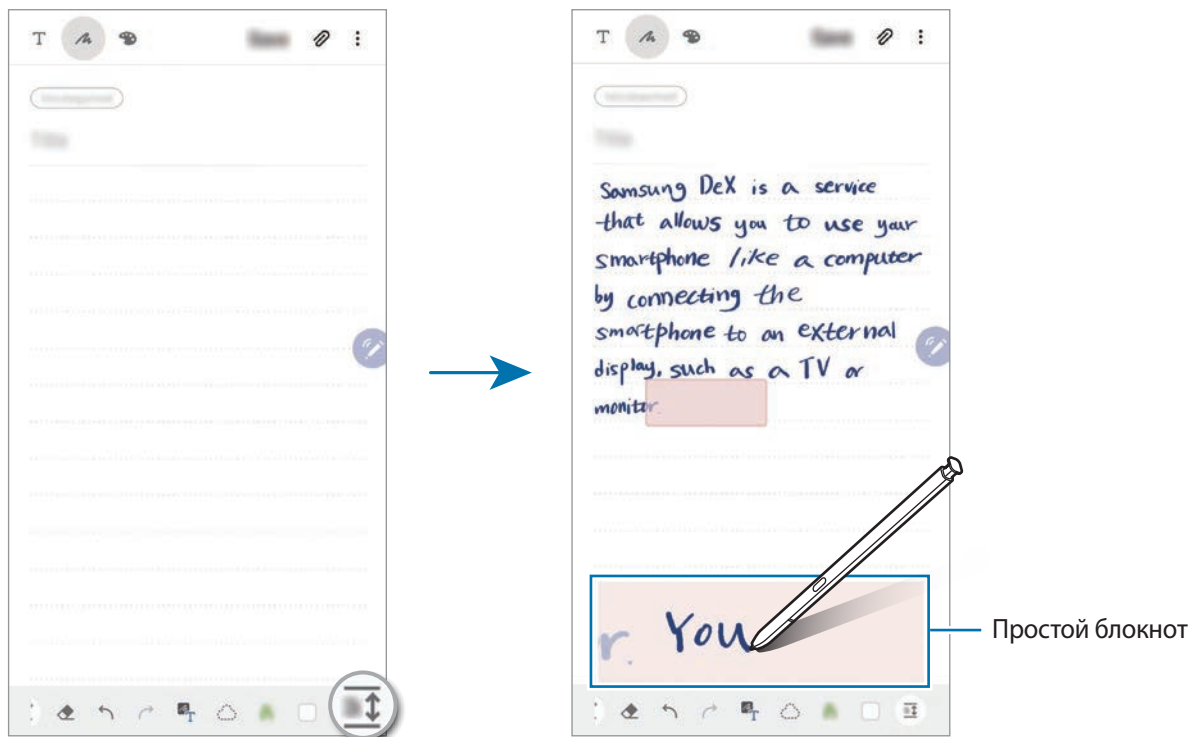 T
T
Samsung DeX is a service
that allows you to use your
smartphone like a computer
by connecting the
smartphone to an external
display, such as a TV or
monitor.
r. You
Простой блокнот